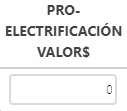 PRO-
ELECTRIFICACIÓN
VALOR$
0